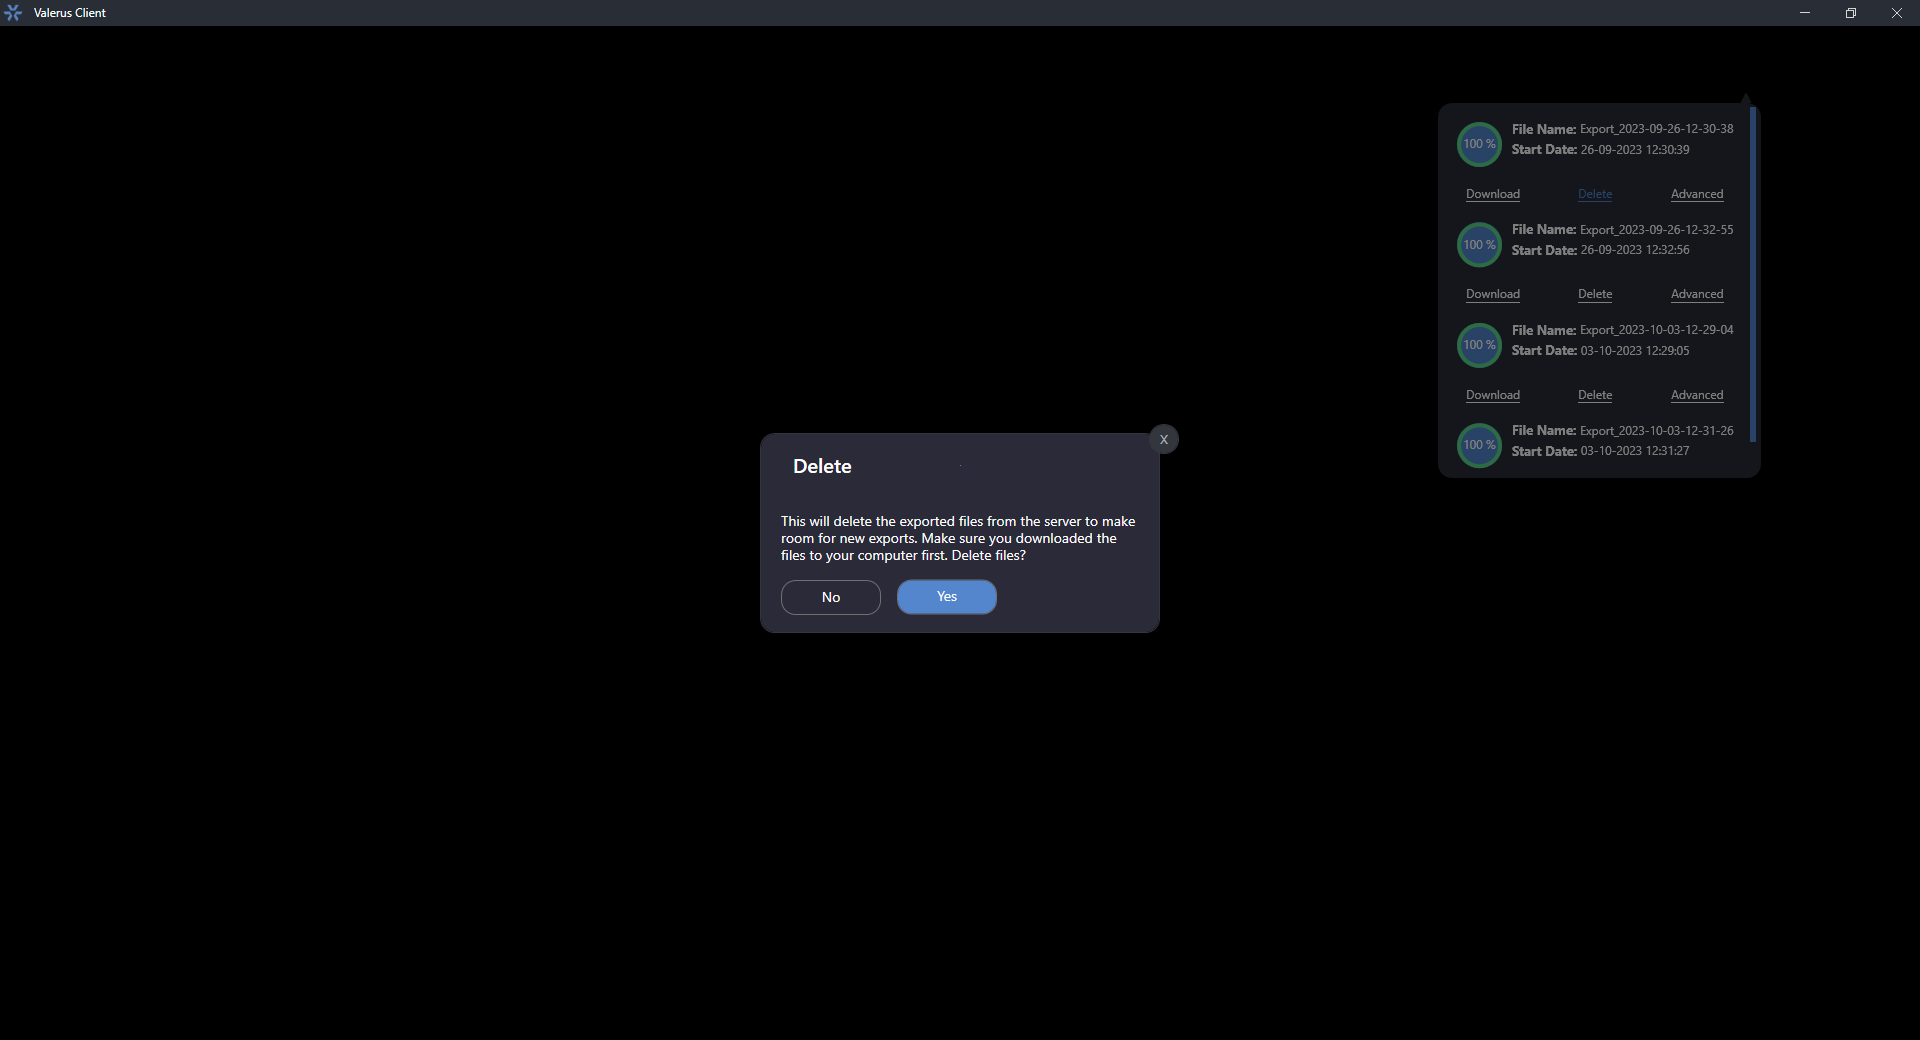 Valerus Client
100 %
File Name: Export_2023-09-26-12-30-38
Start Date: 26-09-2023 12:30:39
Download Delete Advanced
100 %
File Name: Export_2023-09-26-12-32-55
Start Date: 26-09-2023 12:32:56
Download Delete Advanced
100 %
File Name: Export_2023-10-03-12-29-04
Start Date: 03-10-2023 12:29:05
Download Delete Advanced
100 %
File Name: Export_2023-10-03-12-31-26
Start Date: 03-10-2023 12:31:27
X
Delete
This will delete the exported files from the server to make
room for new exports. Make sure you downloaded the
files to your computer first. Delete files?
No Yes